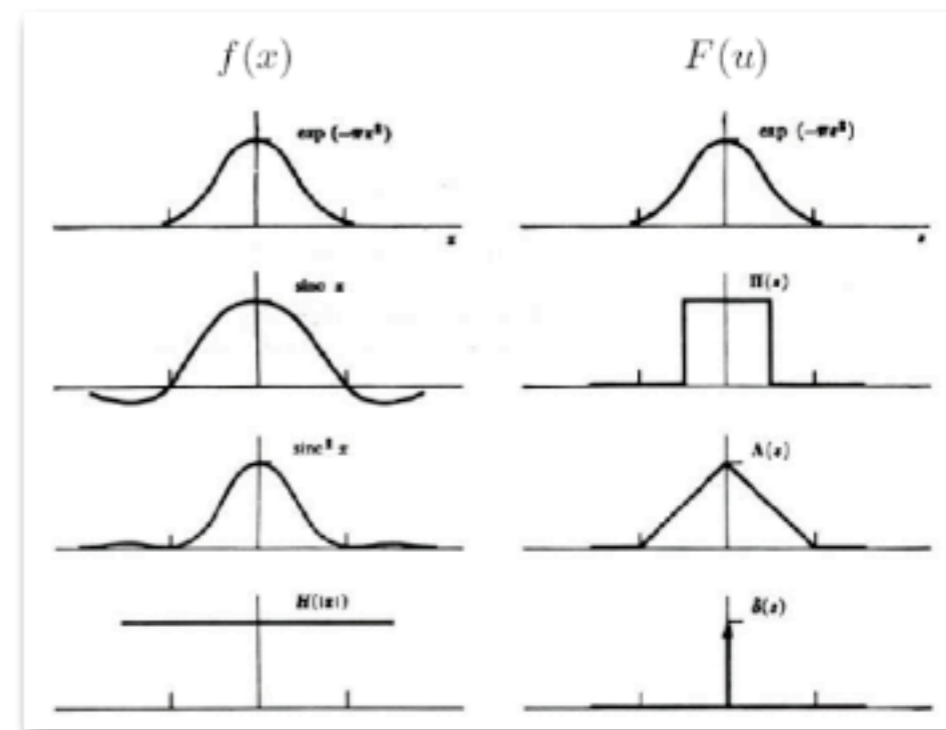 f(x) F(u)
exp (−πx²) exp (−πs²)
x s
sinc x Π(s)
sinc² x Λ(s)
H(|x|) δ(s)